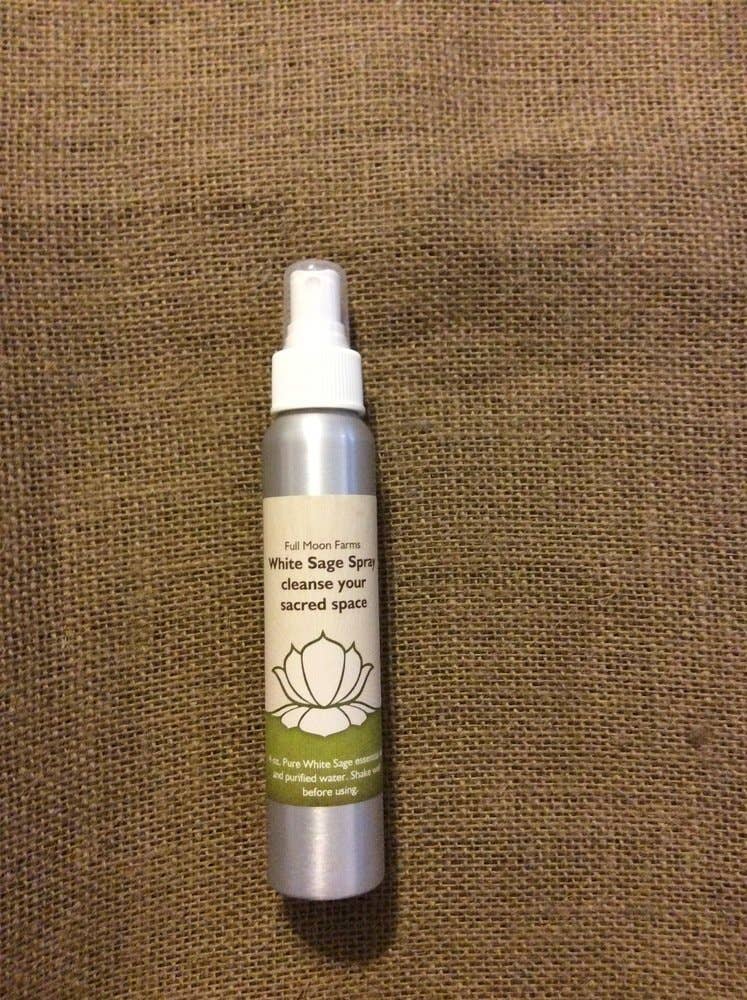 Full Moon Farms
White Sage Spray
cleanse your
sacred space
oz. Pure White Sage
and purified water. Shake
before using.